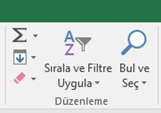 Σ
A
Z
Sırala ve Filtre Bul ve
Uygula Seç
Düzenleme